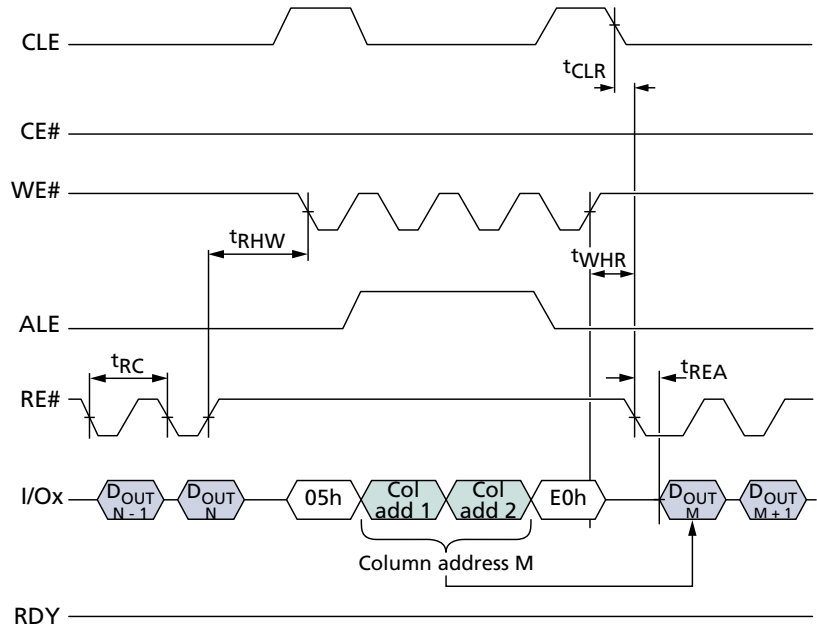 CLE
tCLR
CE#
WE#
tRHW
tWHR
ALE
tRC
tREA
RE#
I/Ox
DOUT N - 1
DOUT N
05h
Col add 1
Col add 2
E0h
DOUT M
DOUT M + 1
Column address M
RDY